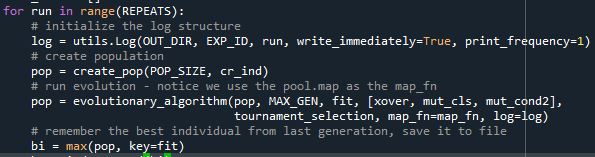 for run in range(REPEATS):
# initialize the log structure
log = utils.Log(OUT_DIR, EXP_ID, run, write_immediately=True, print_frequency=1)
# create population
pop = create_pop(POP_SIZE, cr_ind)
# run evolution - notice we use the pool.map as the map_fn
pop = evolutionary_algorithm(pop, MAX_GEN, fit, [xover, mut_cls, mut_cond2],
tournament_selection, map_fn=map_fn, log=log)
# remember the best individual from last generation, save it to file
bi = max(pop, key=fit)